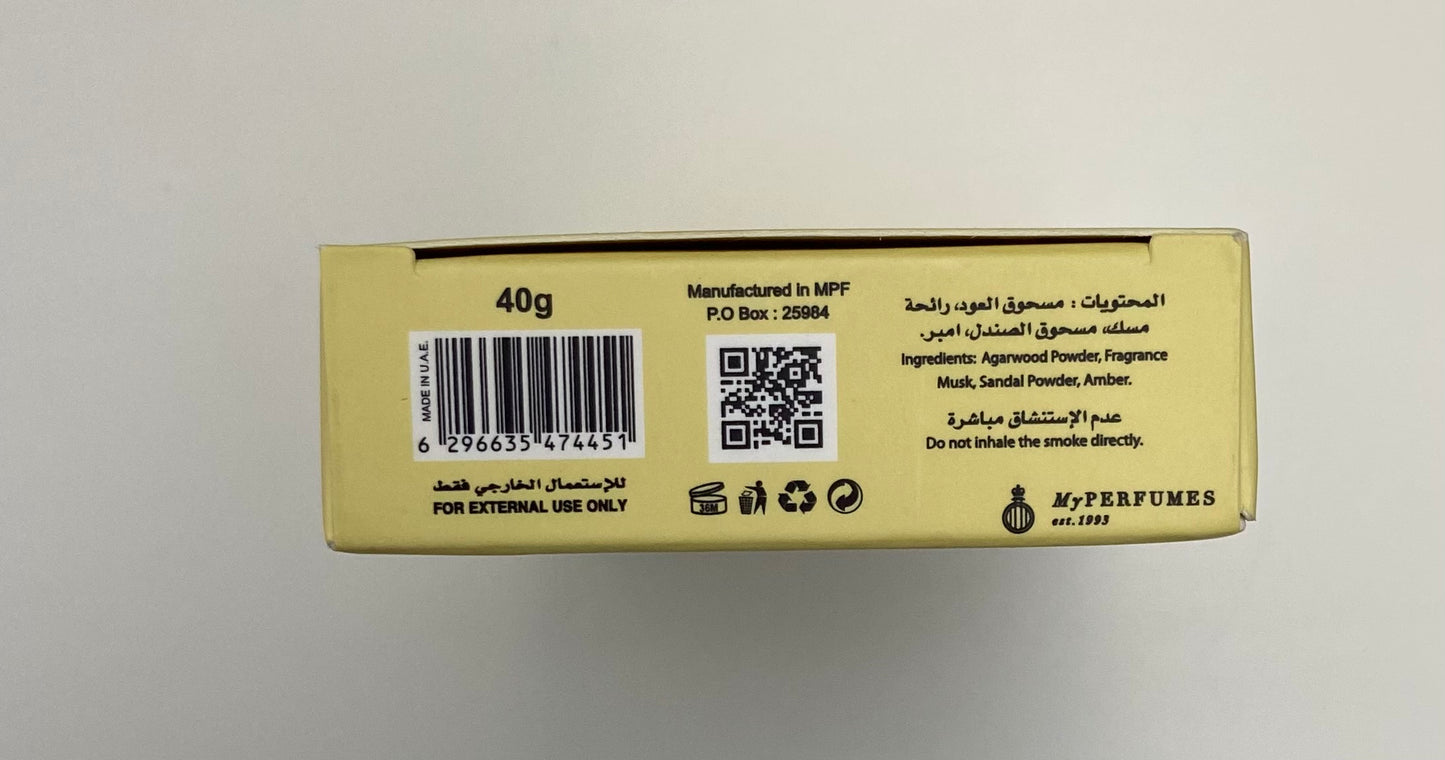 40g
MADE IN U.A.E.
6 296635 474451
للإستعمال الخارجي فقط
FOR EXTERNAL USE ONLY
Manufactured in MPF
P.O Box : 25984
36M
المحتويات : مسحوق العود، رائحة
مسك، مسحوق الصندل، امبر.
Ingredients: Agarwood Powder, Fragrance
Musk, Sandal Powder, Amber.
عدم الإستنشاق مباشرة
Do not inhale the smoke directly.
MyPERFUMES
est.1993